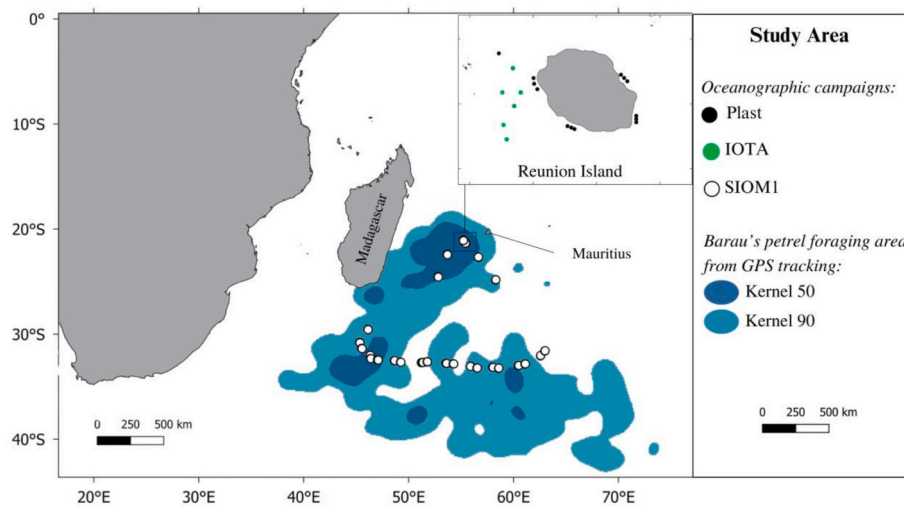 0°
10°S
20°S
30°S
40°S
20°E
30°E
40°E
50°E
60°E
70°E
Madagascar
Reunion Island
Mauritius
0 250 500 km
Study Area
Oceanographic campaigns:
Plast
IOTA
SIOM1
Barau's petrel foraging area
from GPS tracking:
Kernel 50
Kernel 90
0 250 500 km